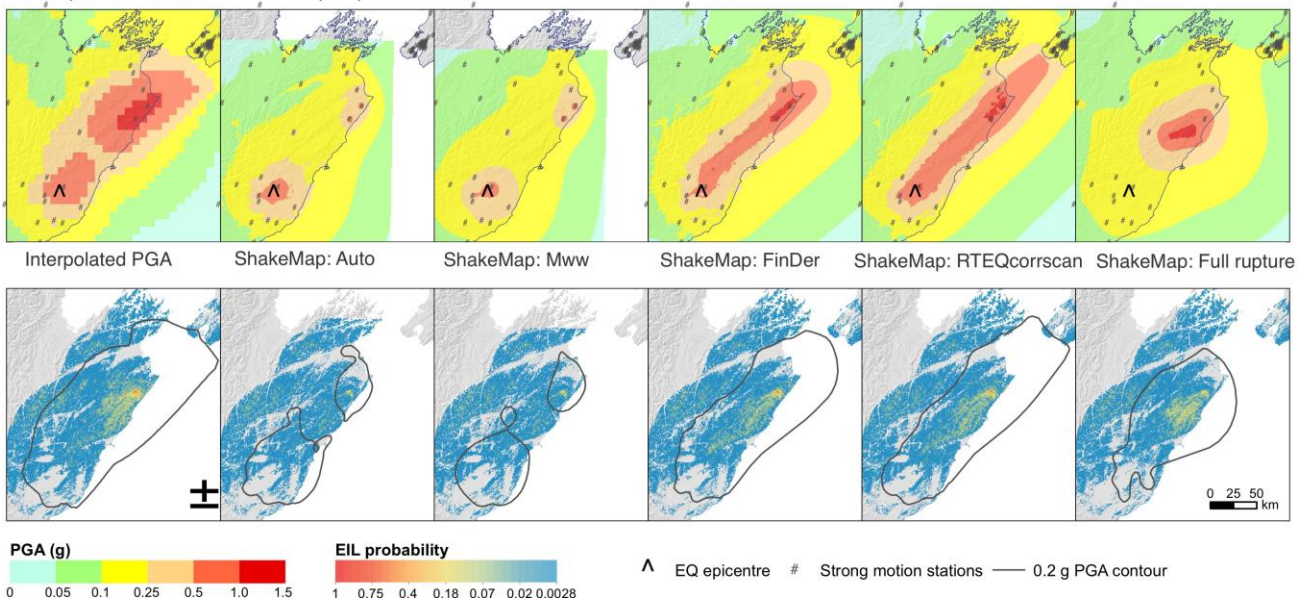 Interpolated PGA
ShakeMap: Auto
ShakeMap: Mww
ShakeMap: FinDer
ShakeMap: RTEQcorrscan
ShakeMap: Full rupture
0 25 50
km
PGA (g)
0 0.05 0.1 0.25 0.5 1.0 1.5
EIL probability
1 0.75 0.4 0.18 0.07 0.02 0.0028
^ EQ epicentre # Strong motion stations 0.2 g PGA contour